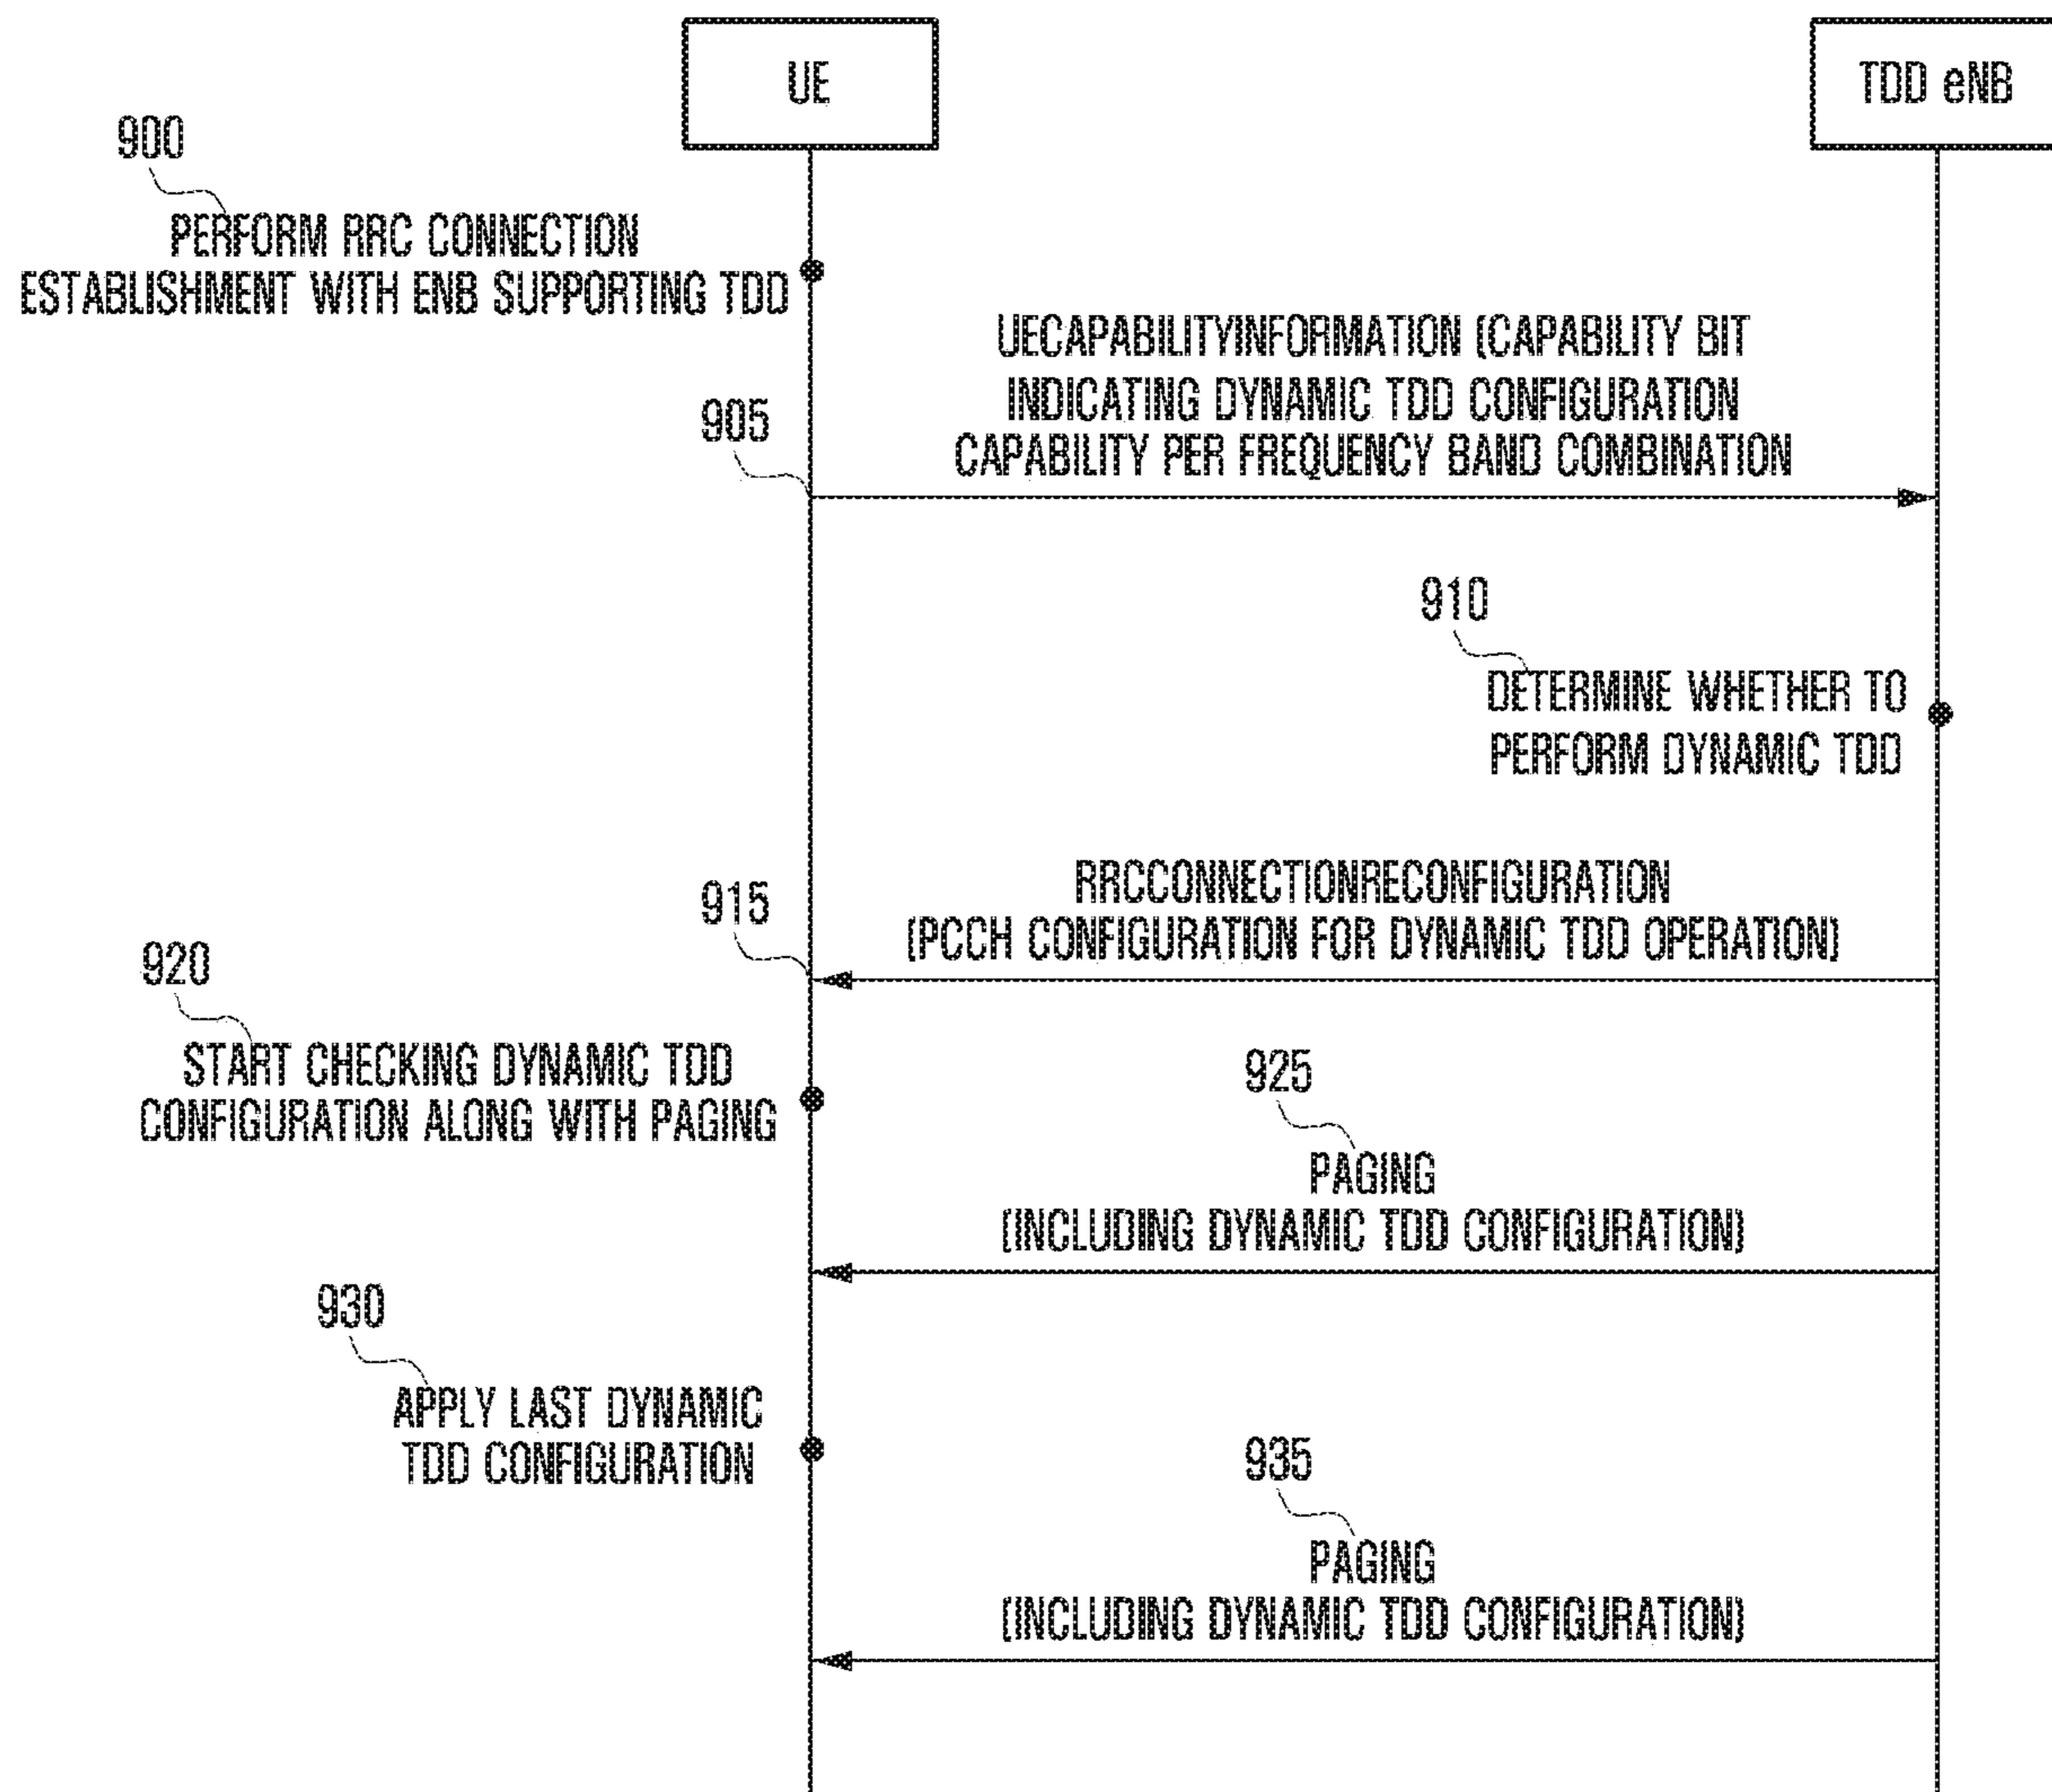 UE
TDD eNB
900
PERFORM RRC CONNECTION
ESTABLISHMENT WITH ENB SUPPORTING TDD
UECAPABILITYINFORMATION (CAPABILITY BIT
INDICATING DYNAMIC TDD CONFIGURATION
CAPABILITY PER FREQUENCY BAND COMBINATION
905
910
DETERMINE WHETHER TO
PERFORM DYNAMIC TDD
RRCCONNECTIONRECONFIGURATION
(PCCH CONFIGURATION FOR DYNAMIC TDD OPERATION)
915
920
START CHECKING DYNAMIC TDD
CONFIGURATION ALONG WITH PAGING
925
PAGING
(INCLUDING DYNAMIC TDD CONFIGURATION)
930
APPLY LAST DYNAMIC
TDD CONFIGURATION
935
PAGING
(INCLUDING DYNAMIC TDD CONFIGURATION)